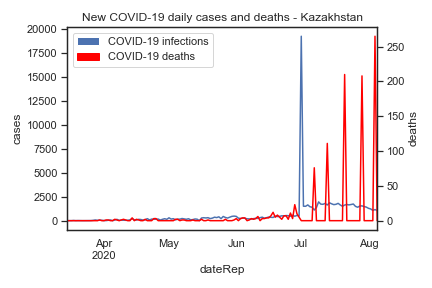 New COVID-19 daily cases and deaths - Kazakhstan
COVID-19 infections
COVID-19 deaths
20000
17500
15000
12500
10000
7500
5000
2500
0
cases
250
200
150
100
50
0
deaths
Apr
2020
May
Jun
Jul
Aug
dateRep